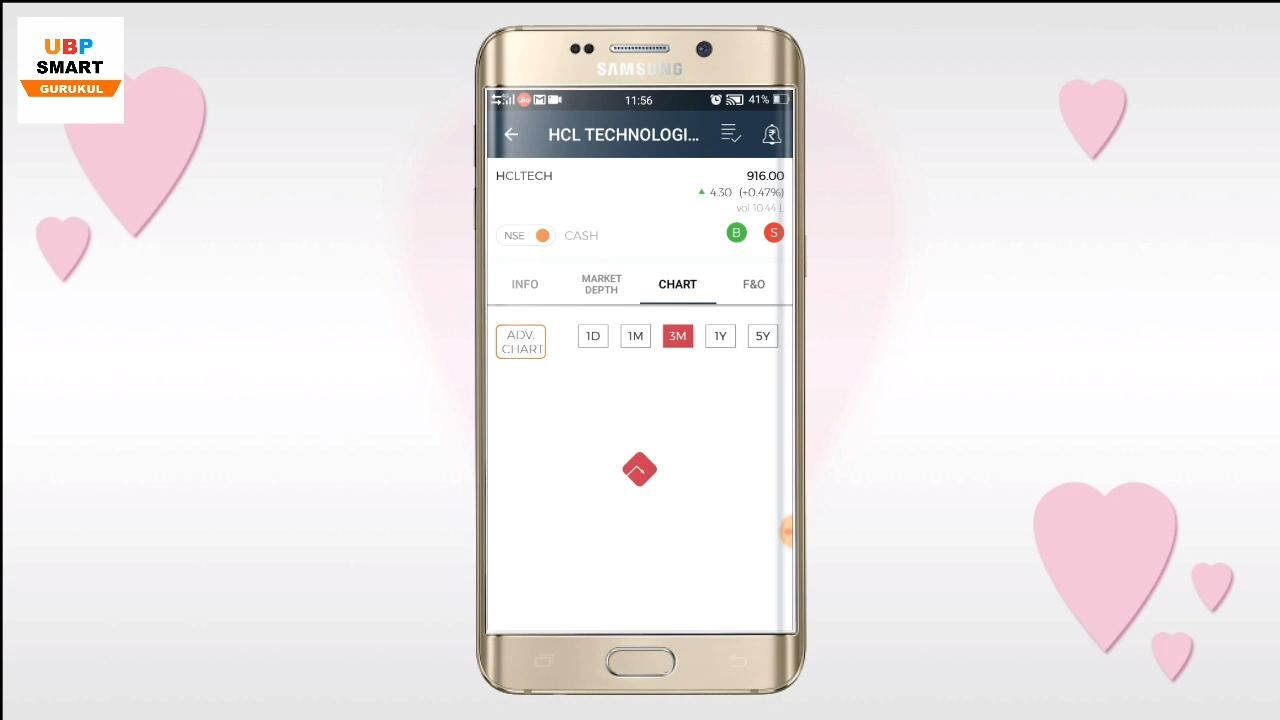 UBP
SMART
GURUKUL
SAMSUNG
Jio
11:56
41%
HCL TECHNOLOGI...
HCLTECH
916.00
4.30 (+0.47%)
vol 10.44 L
NSE
CASH
B
S
INFO
MARKET
DEPTH
CHART
F&O
ADV.
CHART
1D
1M
3M
1Y
5Y